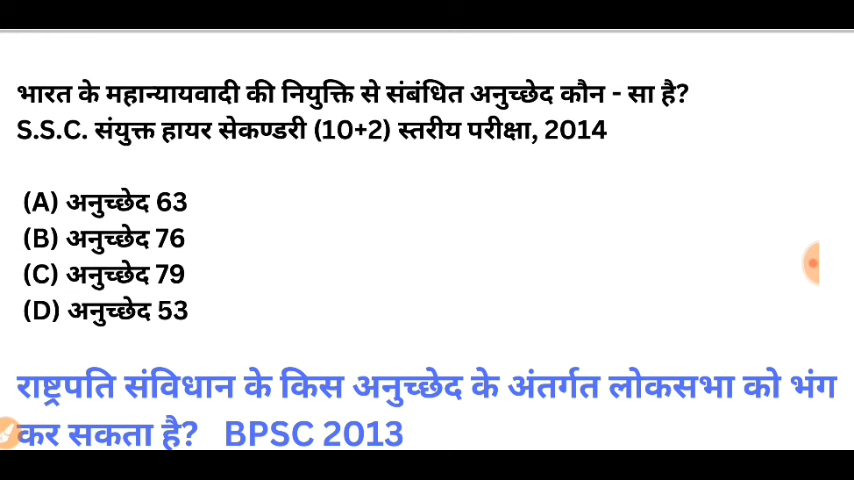 भारत के महान्यायवादी की नियुक्ति से संबंधित अनुच्छेद कौन - सा है?
S.S.C. संयुक्त हायर सेकण्डरी (10+2) स्तरीय परीक्षा, 2014
(A) अनुच्छेद 63
(B) अनुच्छेद 76
(C) अनुच्छेद 79
(D) अनुच्छेद 53
राष्ट्रपति संविधान के किस अनुच्छेद के अंतर्गत लोकसभा को भंग
कर सकता है? BPSC 2013